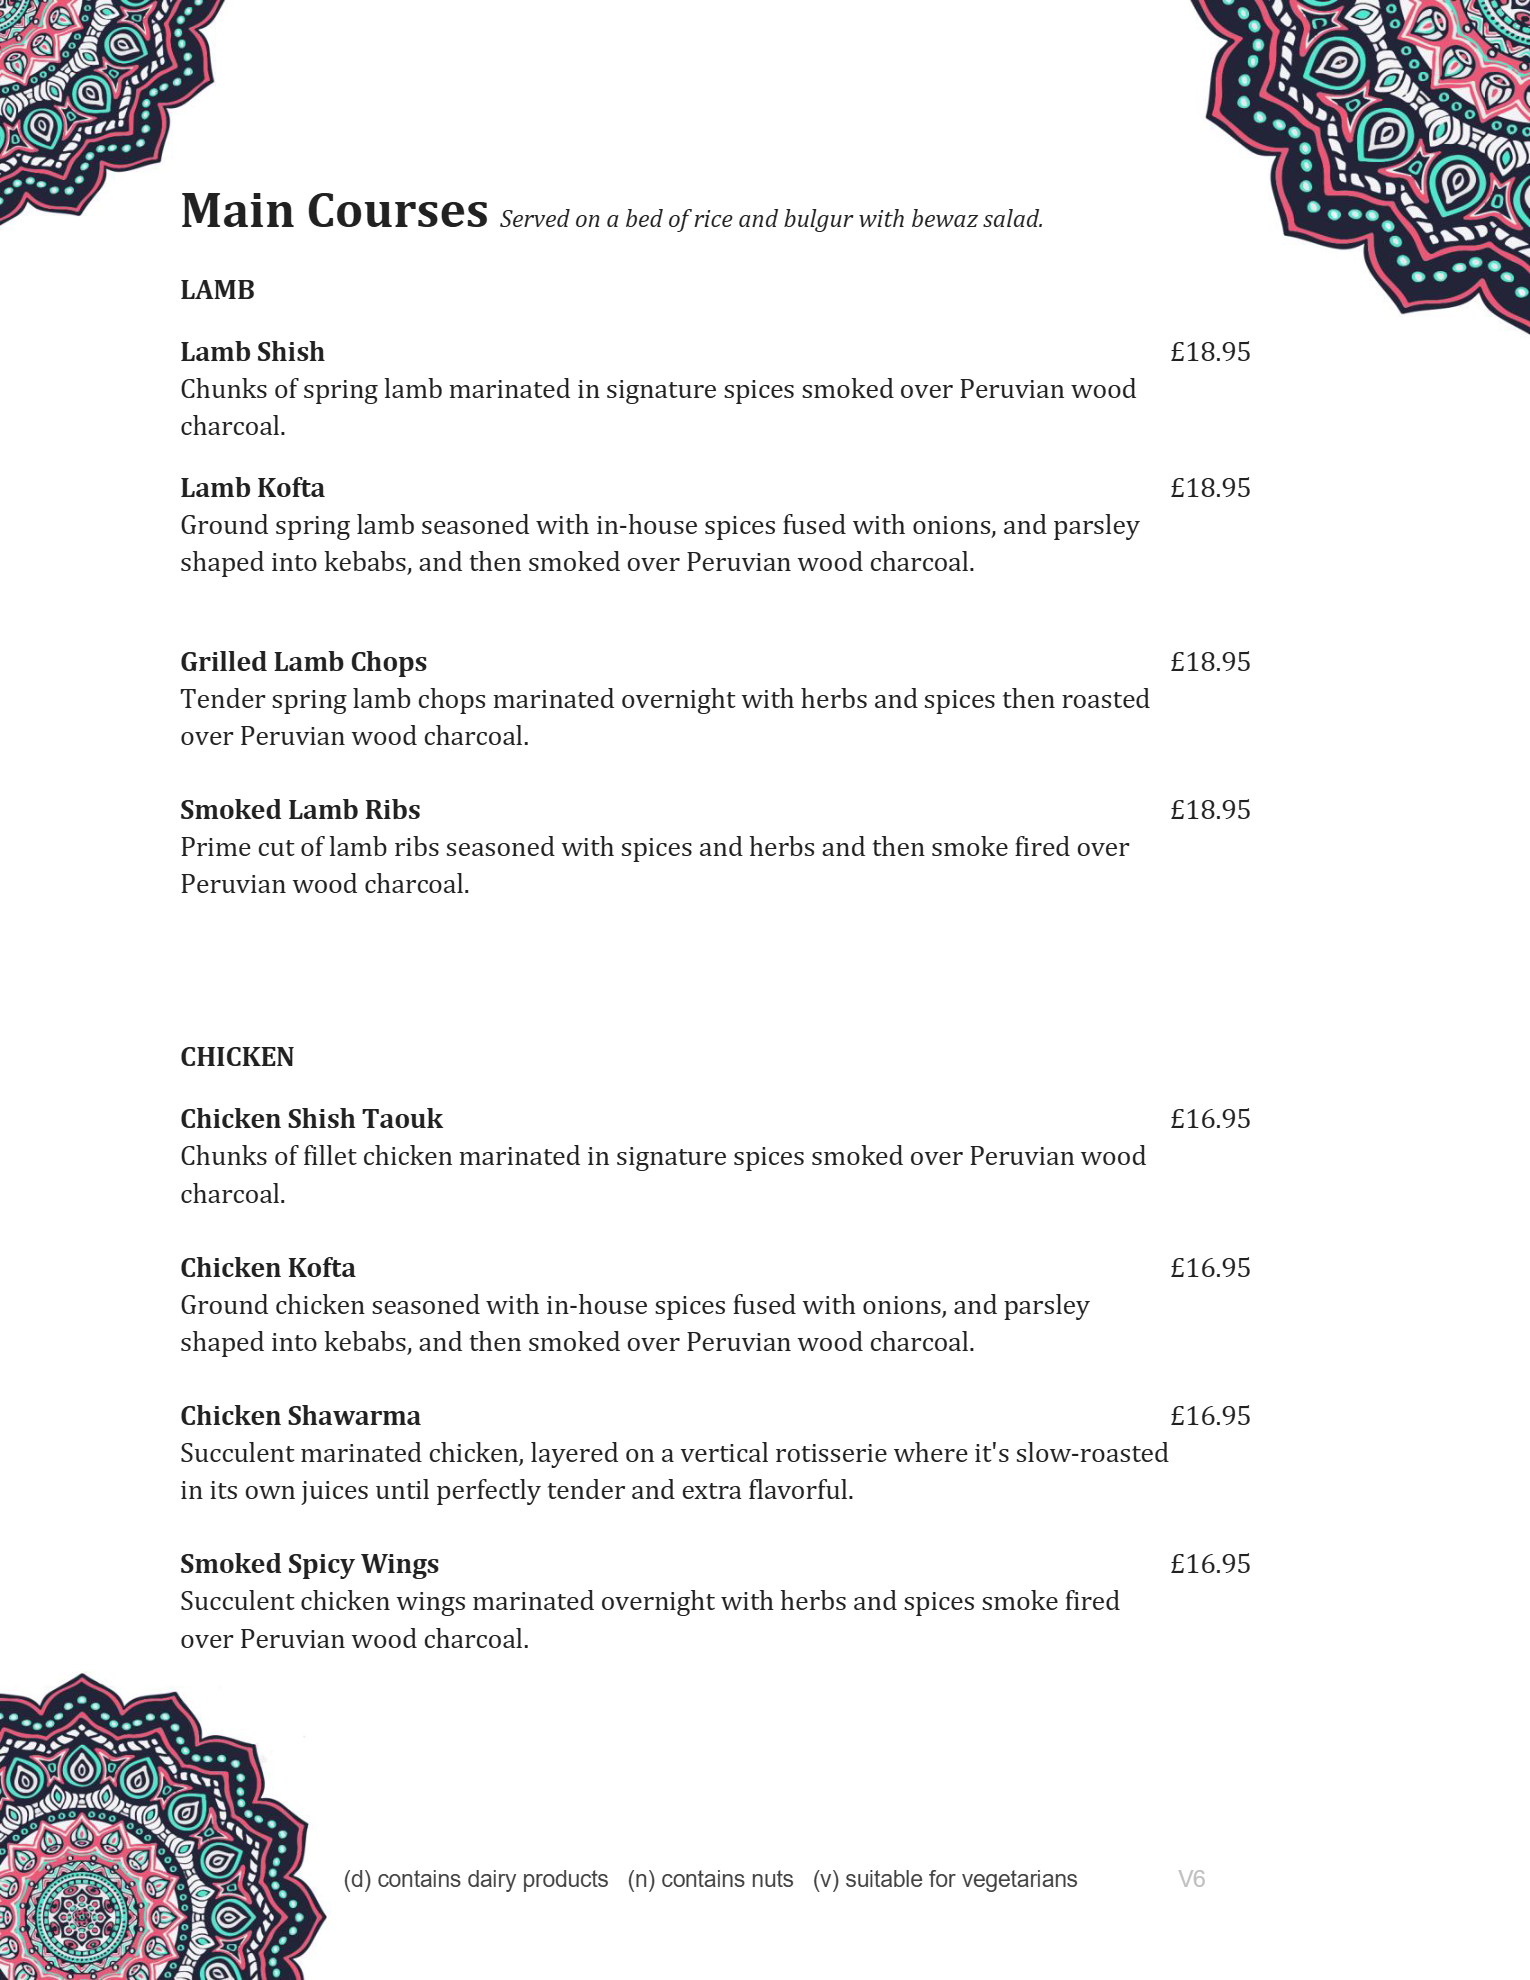 Main Courses Served on a bed of rice and bulgur with bewaz salad.
LAMB
Lamb Shish £18.95
Chunks of spring lamb marinated in signature spices smoked over Peruvian wood
charcoal.
Lamb Kofta £18.95
Ground spring lamb seasoned with in-house spices fused with onions, and parsley
shaped into kebabs, and then smoked over Peruvian wood charcoal.
Grilled Lamb Chops £18.95
Tender spring lamb chops marinated overnight with herbs and spices then roasted
over Peruvian wood charcoal.
Smoked Lamb Ribs £18.95
Prime cut of lamb ribs seasoned with spices and herbs and then smoke fired over
Peruvian wood charcoal.
CHICKEN
Chicken Shish Taouk £16.95
Chunks of fillet chicken marinated in signature spices smoked over Peruvian wood
charcoal.
Chicken Kofta £16.95
Ground chicken seasoned with in-house spices fused with onions, and parsley
shaped into kebabs, and then smoked over Peruvian wood charcoal.
Chicken Shawarma £16.95
Succulent marinated chicken, layered on a vertical rotisserie where it's slow-roasted
in its own juices until perfectly tender and extra flavorful.
Smoked Spicy Wings £16.95
Succulent chicken wings marinated overnight with herbs and spices smoke fired
over Peruvian wood charcoal.
(d) contains dairy products (n) contains nuts (v) suitable for vegetarians V6